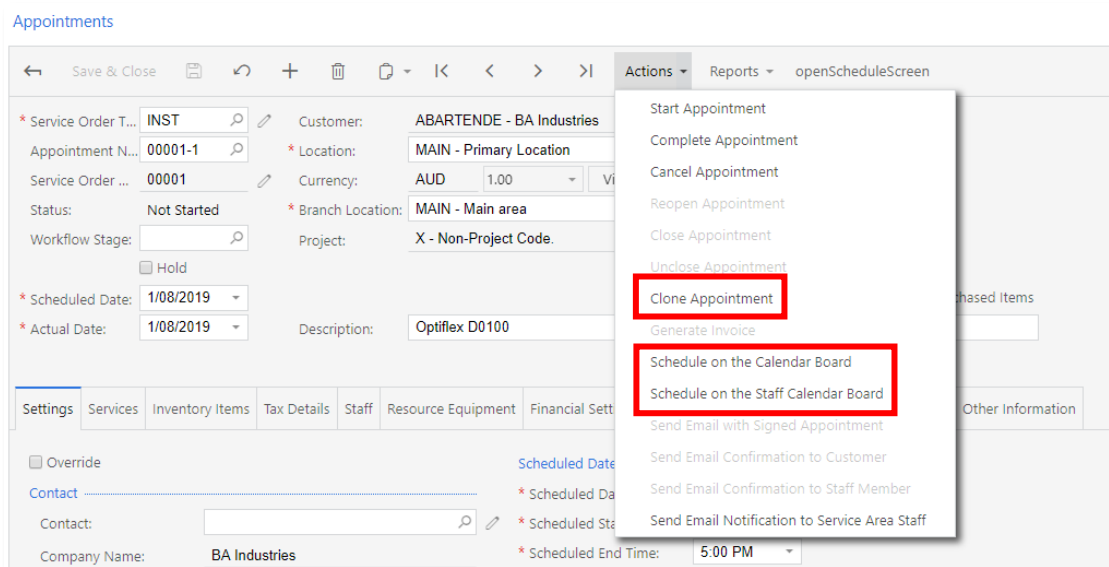 Appointments
Save & Close Actions Reports openScheduleScreen
* Service Order T... INST Customer: ABARTENDE - BA Industries
Appointment N... 00001-1 * Location: MAIN - Primary Location
Service Order ... 00001 Currency: AUD 1.00 Vi
Status: Not Started * Branch Location: MAIN - Main area
Workflow Stage: Project: X - Non-Project Code.
Hold
* Scheduled Date: 1/08/2019
* Actual Date: 1/08/2019 Description: Optiflex D0100
Start Appointment
Complete Appointment
Cancel Appointment
Reopen Appointment
Close Appointment
Unclose Appointment
Clone Appointment
Generate Invoice
Schedule on the Calendar Board
Schedule on the Staff Calendar Board
Send Email with Signed Appointment
Send Email Confirmation to Customer
Send Email Confirmation to Staff Member
Send Email Notification to Service Area Staff
chased Items
Settings Services Inventory Items Tax Details Staff Resource Equipment Financial Sett Other Information
Override Scheduled Date
Contact * Scheduled Da
Contact: * Scheduled Sta
Company Name: BA Industries * Scheduled End Time: 5:00 PM